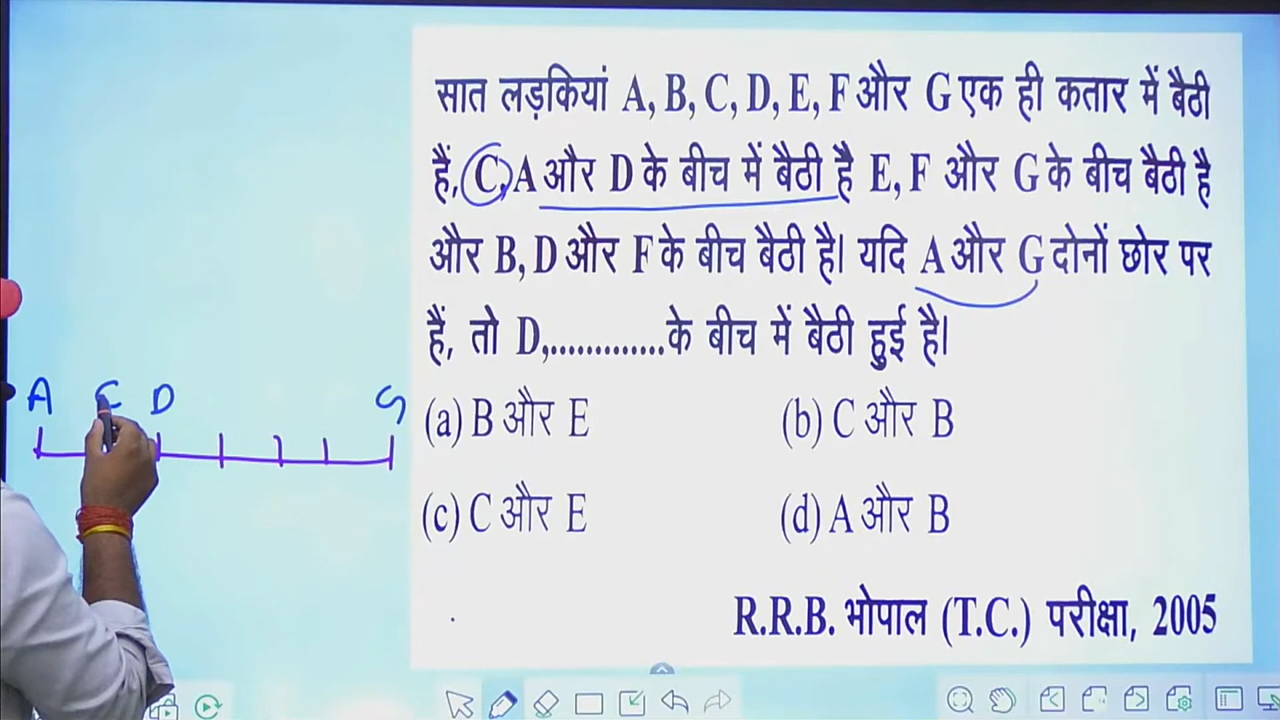 सात लड़कियां A, B, C, D, E, F और G एक ही कतार में बैठी
हैं, C, A और D के बीच में बैठी है E, F और G के बीच बैठी है
और B, D और F के बीच बैठी है। यदि A और G दोनों छोर पर
हैं, तो D,.............के बीच में बैठी हुई है।
A C D G
(a) B और E (b) C और B
(c) C और E (d) A और B
R.R.B. भोपाल (T.C.) परीक्षा, 2005